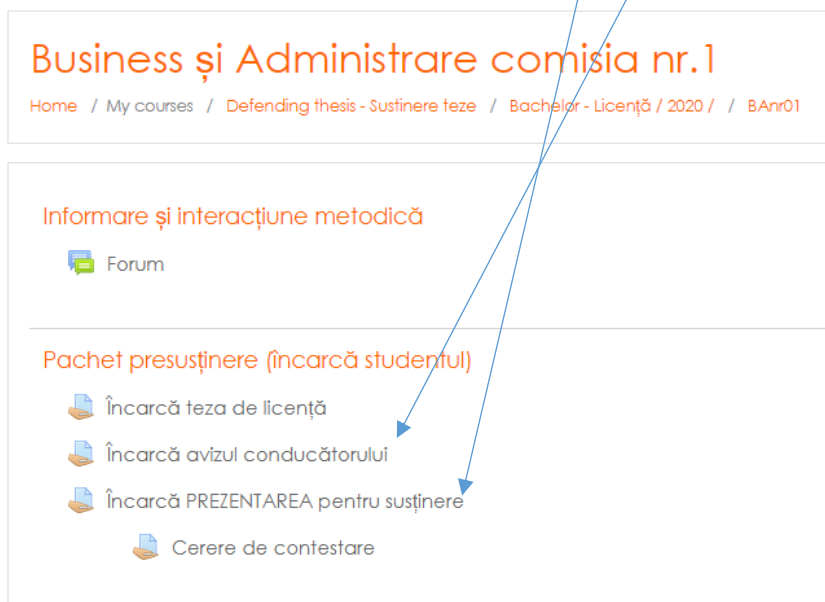 Business și Administrare comisia nr.1
Home / My courses / Defending thesis - Sustinere teze / Bachelor - Licență / 2020 / / BAnr01
Informare și interacțiune metodică
Forum
Pachet presusținere (încarcă studentul)
Încarcă teza de licență
Încarcă avizul conducătorului
Încarcă PREZENTAREA pentru susținere
Cerere de contestare